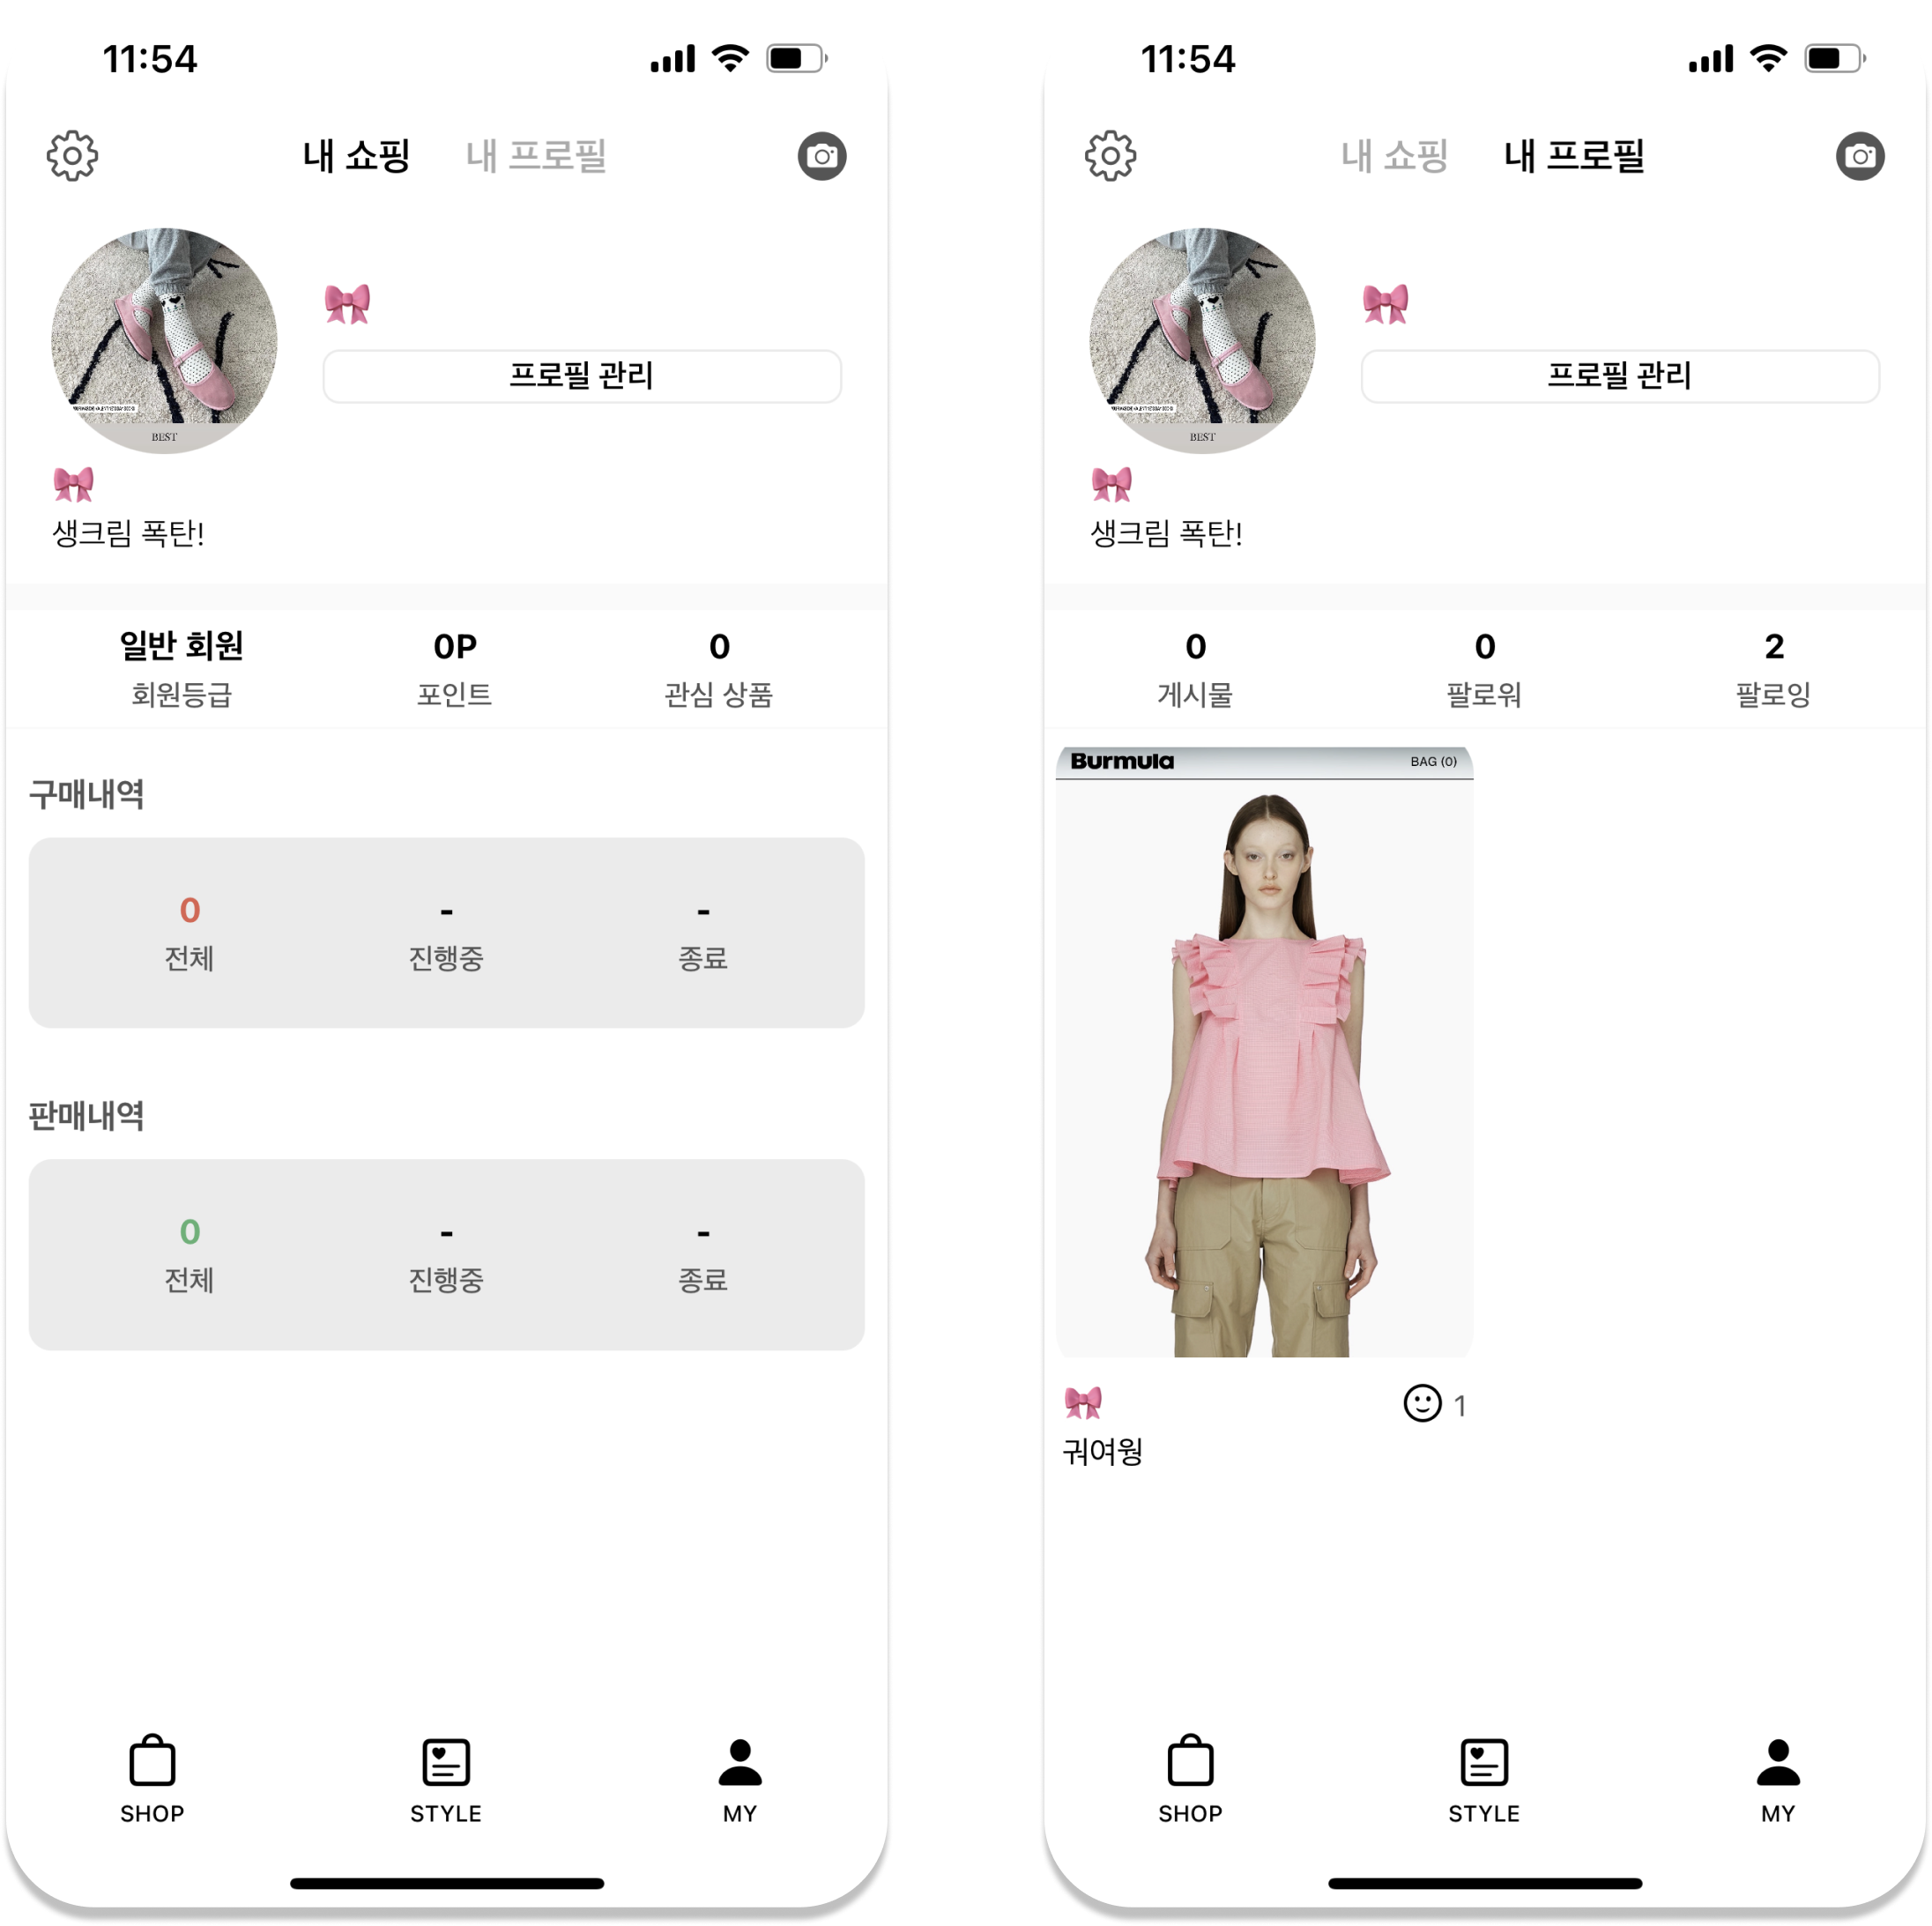 11:54
내 쇼핑 내 프로필
프로필 관리
BEST
생크림 폭탄!
일반 회원 0P 0
회원등급 포인트 관심 상품
구매내역
0 - -
전체 진행중 종료
판매내역
0 - -
전체 진행중 종료
SHOP STYLE MY
11:54
내 쇼핑 내 프로필
프로필 관리
BEST
생크림 폭탄!
0 0 2
게시물 팔로워 팔로잉
Burmula BAG (0)
1
궈여웡
SHOP STYLE MY